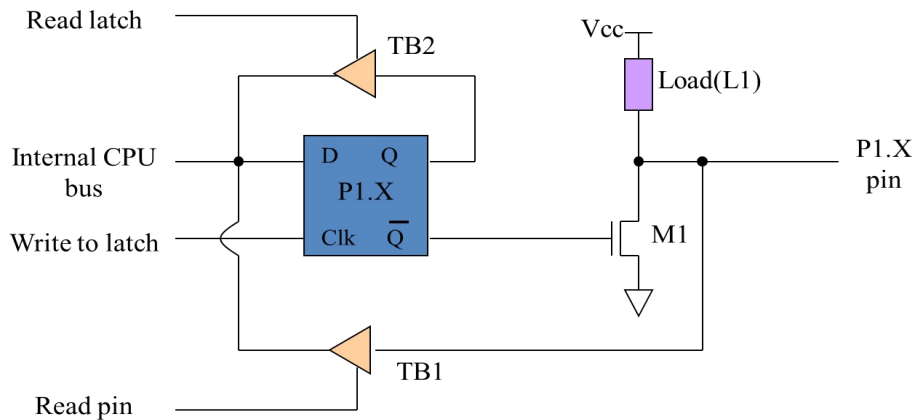 Read latch
TB2
Vcc
Load(L1)
Internal CPU
bus
D Q
P1.X
Clk Q̅
P1.X
pin
Write to latch
M1
TB1
Read pin